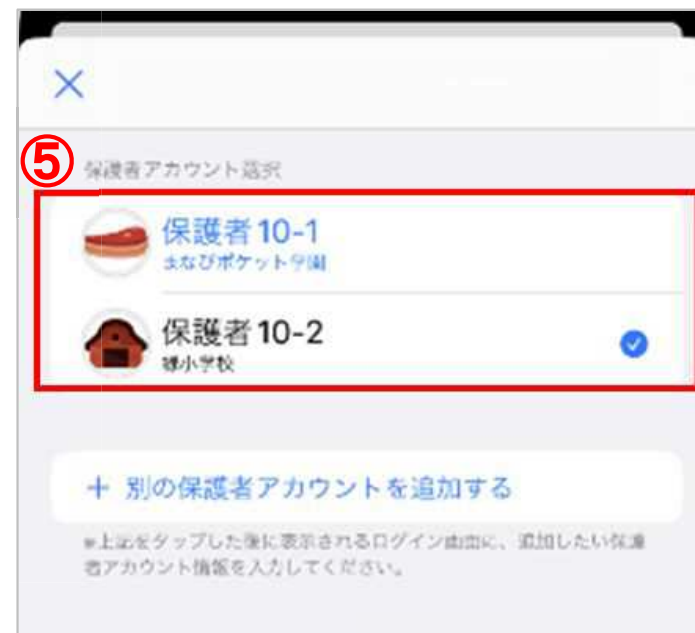 ⑤
保護者アカウント選択
保護者10-1
まなびポケット学園
保護者10-2
緑小学校
+ 別の保護者アカウントを追加する
※上記をタップした後に表示されるログイン画面に、追加したい保護
者アカウント情報を入力してください。